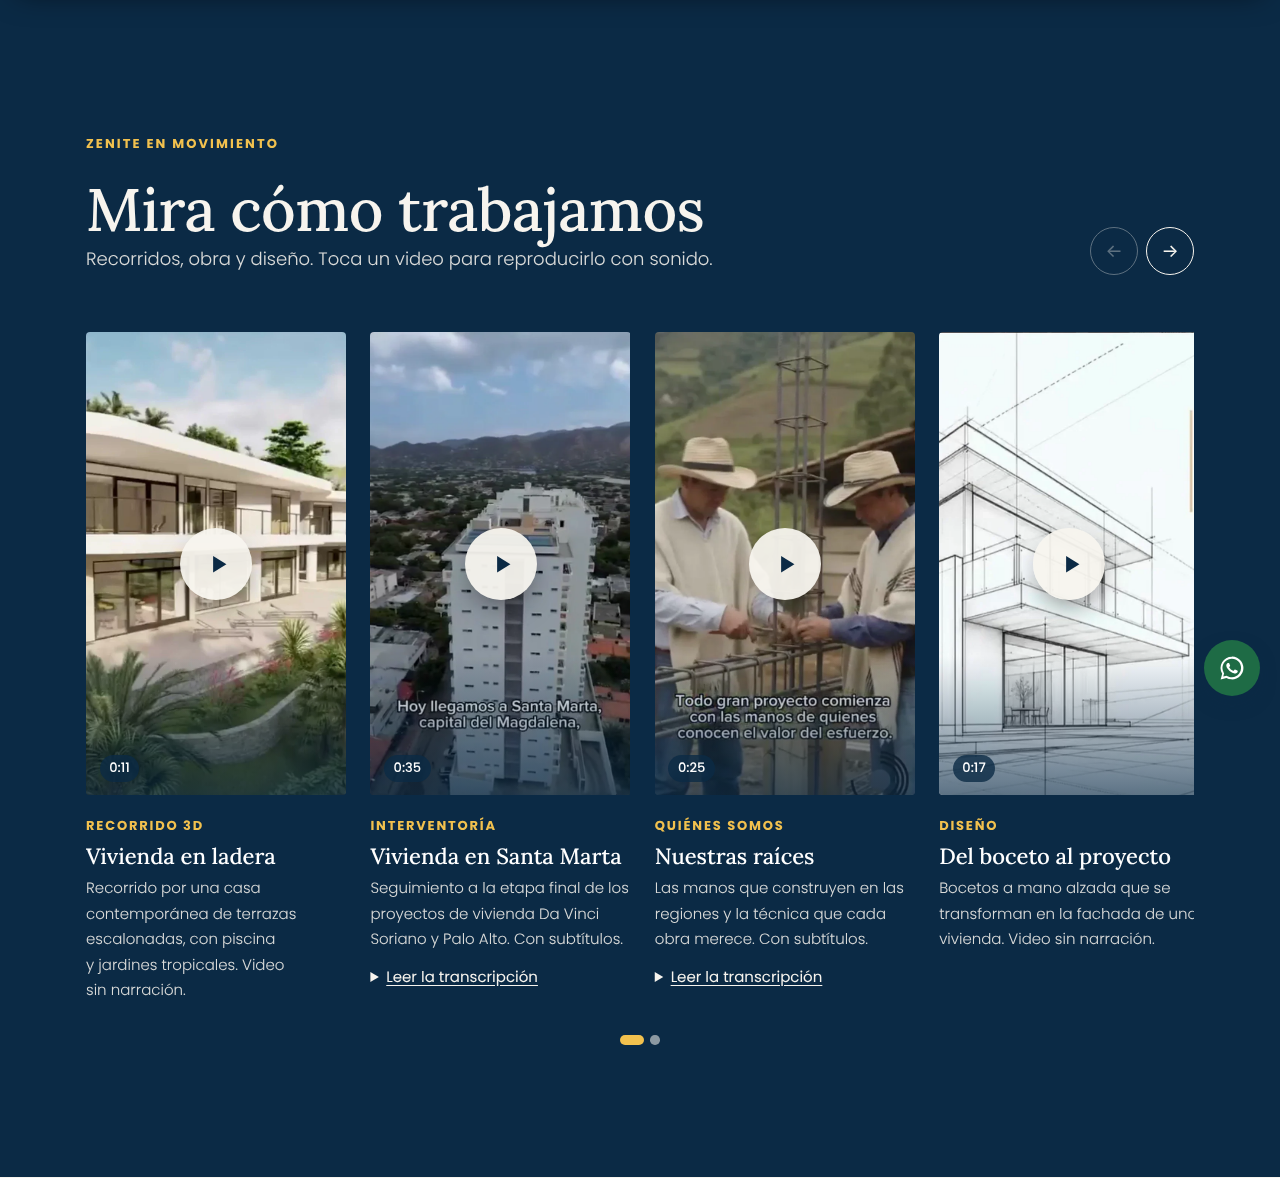 ZENITE EN MOVIMIENTO
Mira cómo trabajamos
Recorridos, obra y diseño. Toca un video para reproducirlo con sonido.
Hoy llegamos a Santa Marta,
capital del Magdalena,
Todo gran proyecto comienza
con las manos de quienes
conocen el valor del esfuerzo.
0:11
0:35
0:25
0:17
RECORRIDO 3D
Vivienda en ladera
Recorrido por una casa
contemporánea de terrazas
escalonadas, con piscina
y jardines tropicales. Video
sin narración.
INTERVENTORÍA
Vivienda en Santa Marta
Seguimiento a la etapa final de los
proyectos de vivienda Da Vinci
Soriano y Palo Alto. Con subtítulos.
Leer la transcripción
QUIÉNES SOMOS
Nuestras raíces
Las manos que construyen en las
regiones y la técnica que cada
obra merece. Con subtítulos.
Leer la transcripción
DISEÑO
Del boceto al proyecto
Bocetos a mano alzada que se
transforman en la fachada de una
vivienda. Video sin narración.